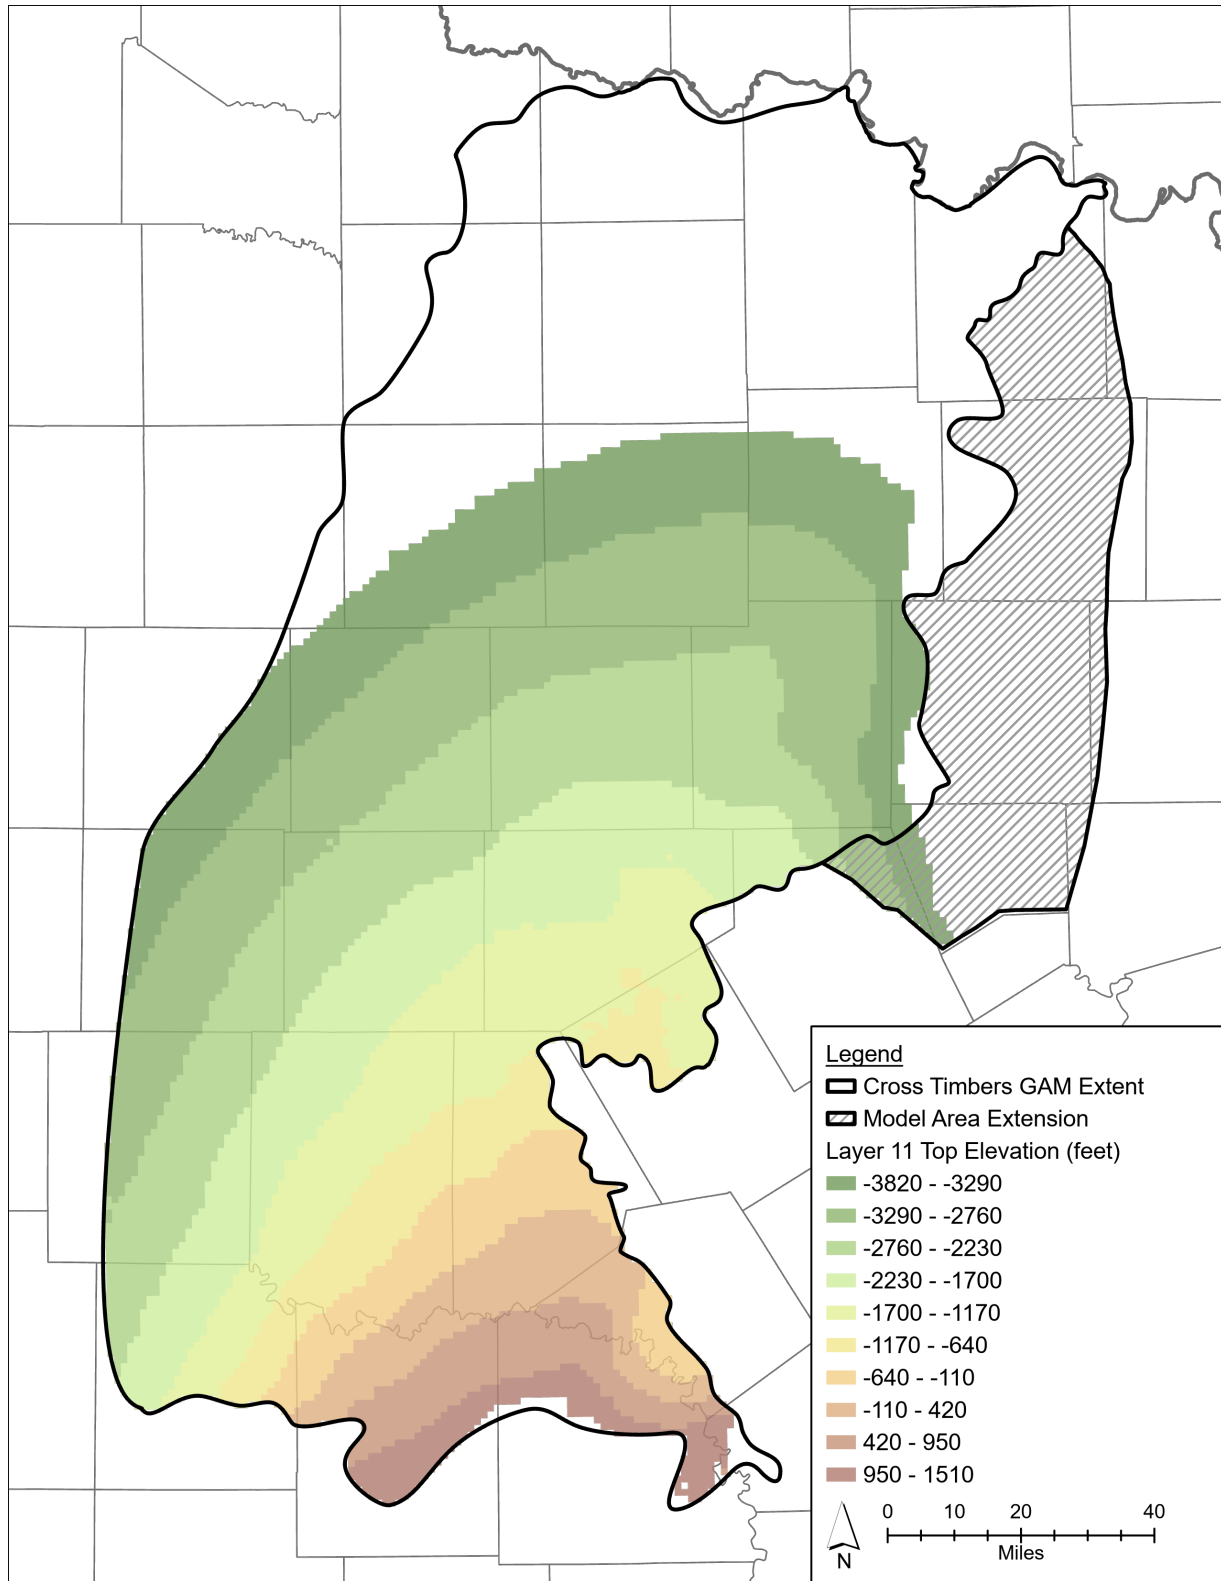 Legend
Cross Timbers GAM Extent
Model Area Extension
Layer 11 Top Elevation (feet)
-3820 - -3290
-3290 - -2760
-2760 - -2230
-2230 - -1700
-1700 - -1170
-1170 - -640
-640 - -110
-110 - 420
420 - 950
950 - 1510
0 10 20 40
Miles
N